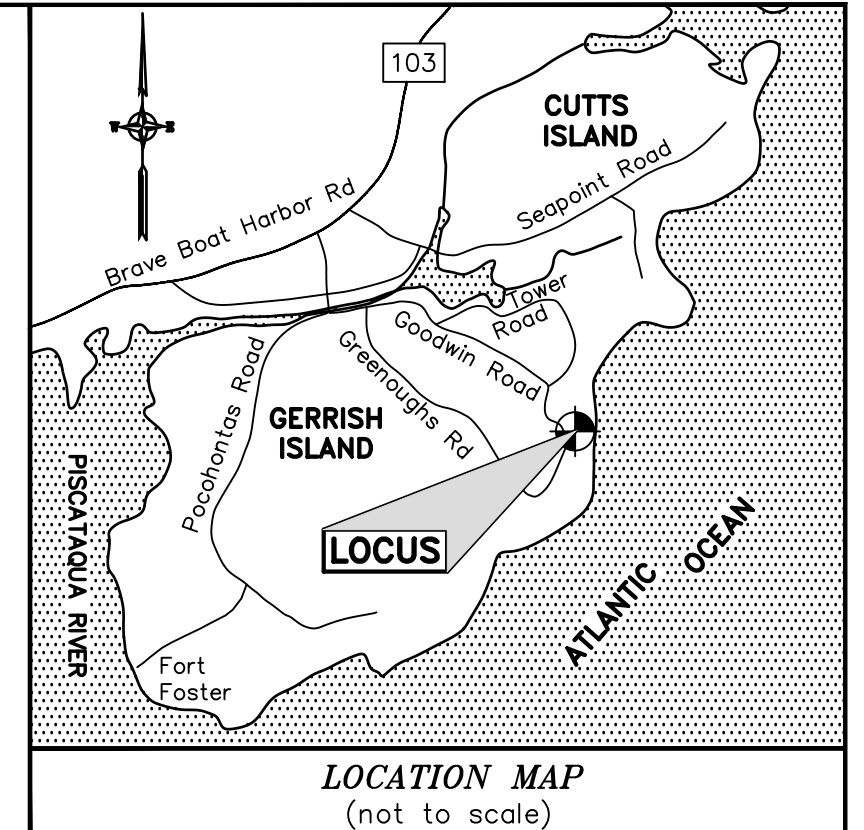 103
CUTTS
ISLAND
Seapoint Road
Brave Boat Harbor Rd
W E
Tower
Road
Goodwin Road
Greenoughs Rd
Pocohontas Road
GERRISH
ISLAND
LOCUS
PISCATAQUA RIVER
ATLANTIC OCEAN
Fort
Foster
LOCATION MAP
(not to scale)